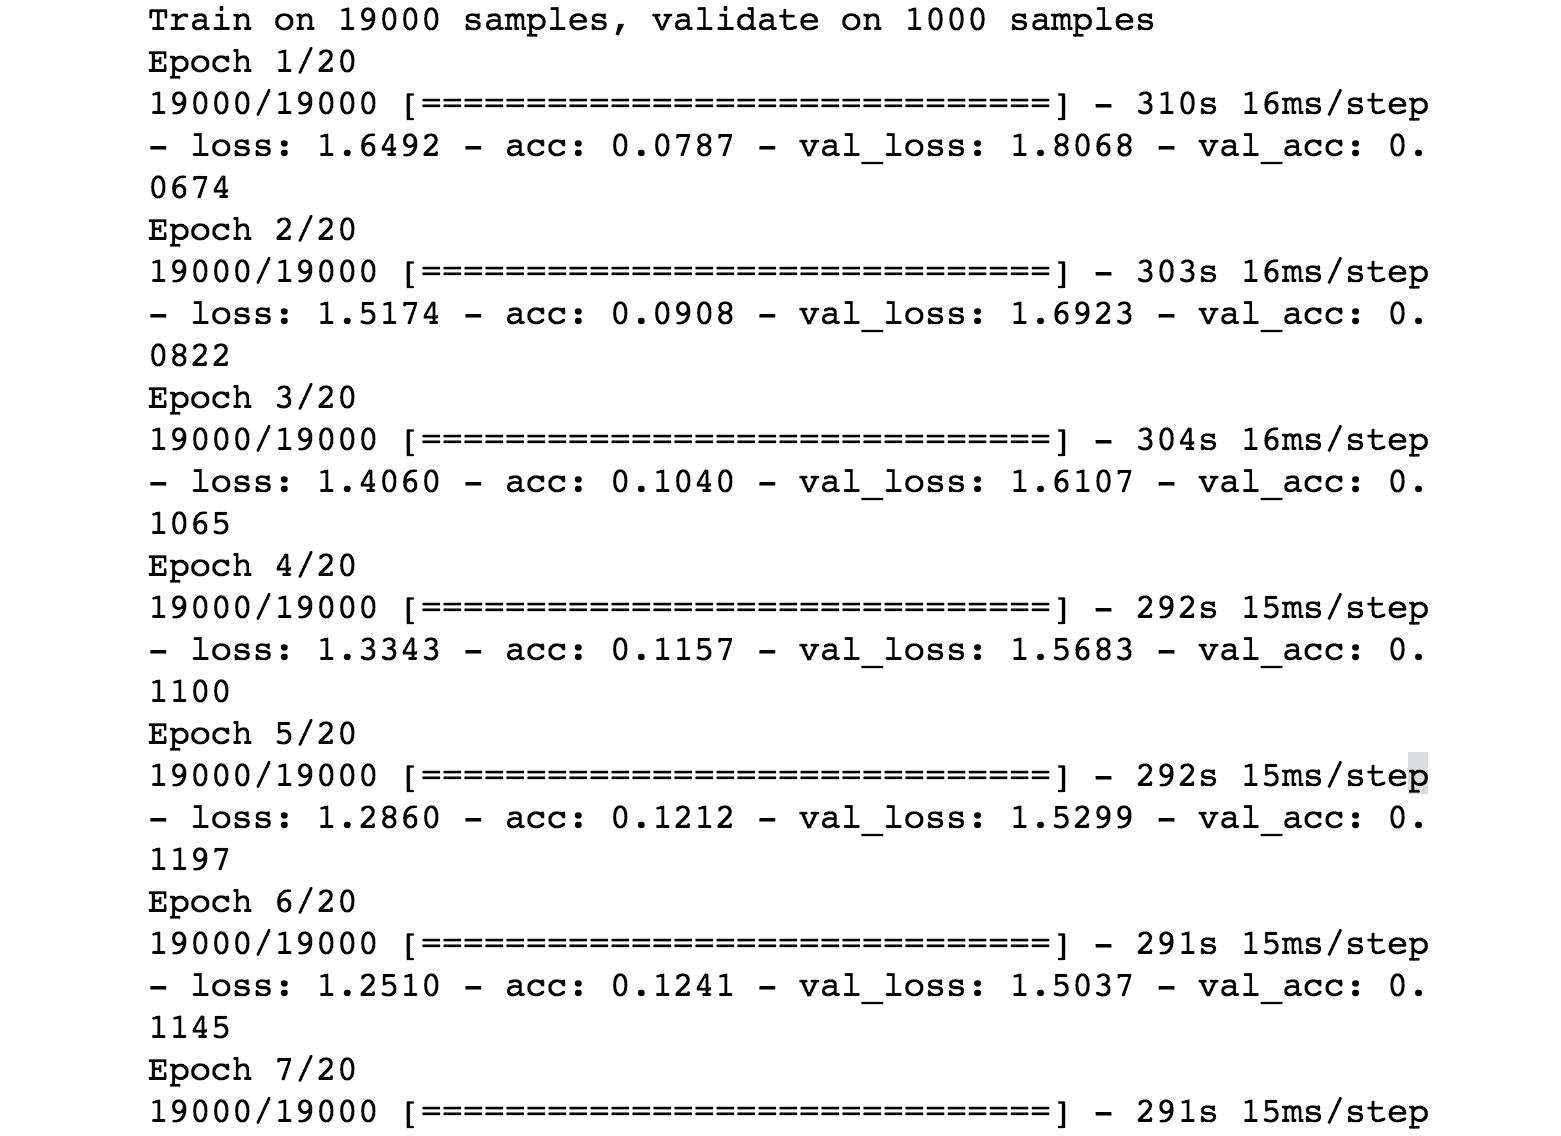 Train on 19000 samples, validate on 1000 samples
Epoch 1/20
19000/19000 [==============================] - 310s 16ms/step
- loss: 1.6492 - acc: 0.0787 - val_loss: 1.8068 - val_acc: 0.
0674
Epoch 2/20
19000/19000 [==============================] - 303s 16ms/step
- loss: 1.5174 - acc: 0.0908 - val_loss: 1.6923 - val_acc: 0.
0822
Epoch 3/20
19000/19000 [==============================] - 304s 16ms/step
- loss: 1.4060 - acc: 0.1040 - val_loss: 1.6107 - val_acc: 0.
1065
Epoch 4/20
19000/19000 [==============================] - 292s 15ms/step
- loss: 1.3343 - acc: 0.1157 - val_loss: 1.5683 - val_acc: 0.
1100
Epoch 5/20
19000/19000 [==============================] - 292s 15ms/step
- loss: 1.2860 - acc: 0.1212 - val_loss: 1.5299 - val_acc: 0.
1197
Epoch 6/20
19000/19000 [==============================] - 291s 15ms/step
- loss: 1.2510 - acc: 0.1241 - val_loss: 1.5037 - val_acc: 0.
1145
Epoch 7/20
19000/19000 [==============================] - 291s 15ms/step